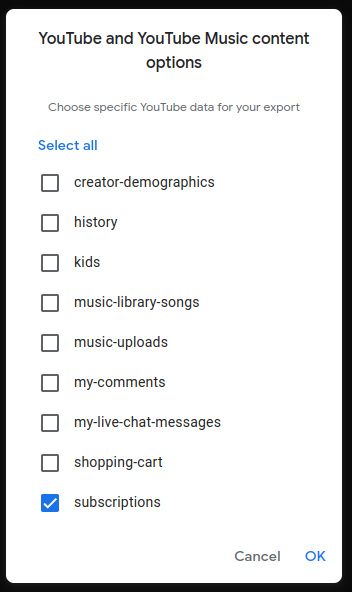 YouTube and YouTube Music content
options
Choose specific YouTube data for your export
Select all
creator-demographics
history
kids
music-library-songs
music-uploads
my-comments
my-live-chat-messages
shopping-cart
subscriptions
Cancel OK